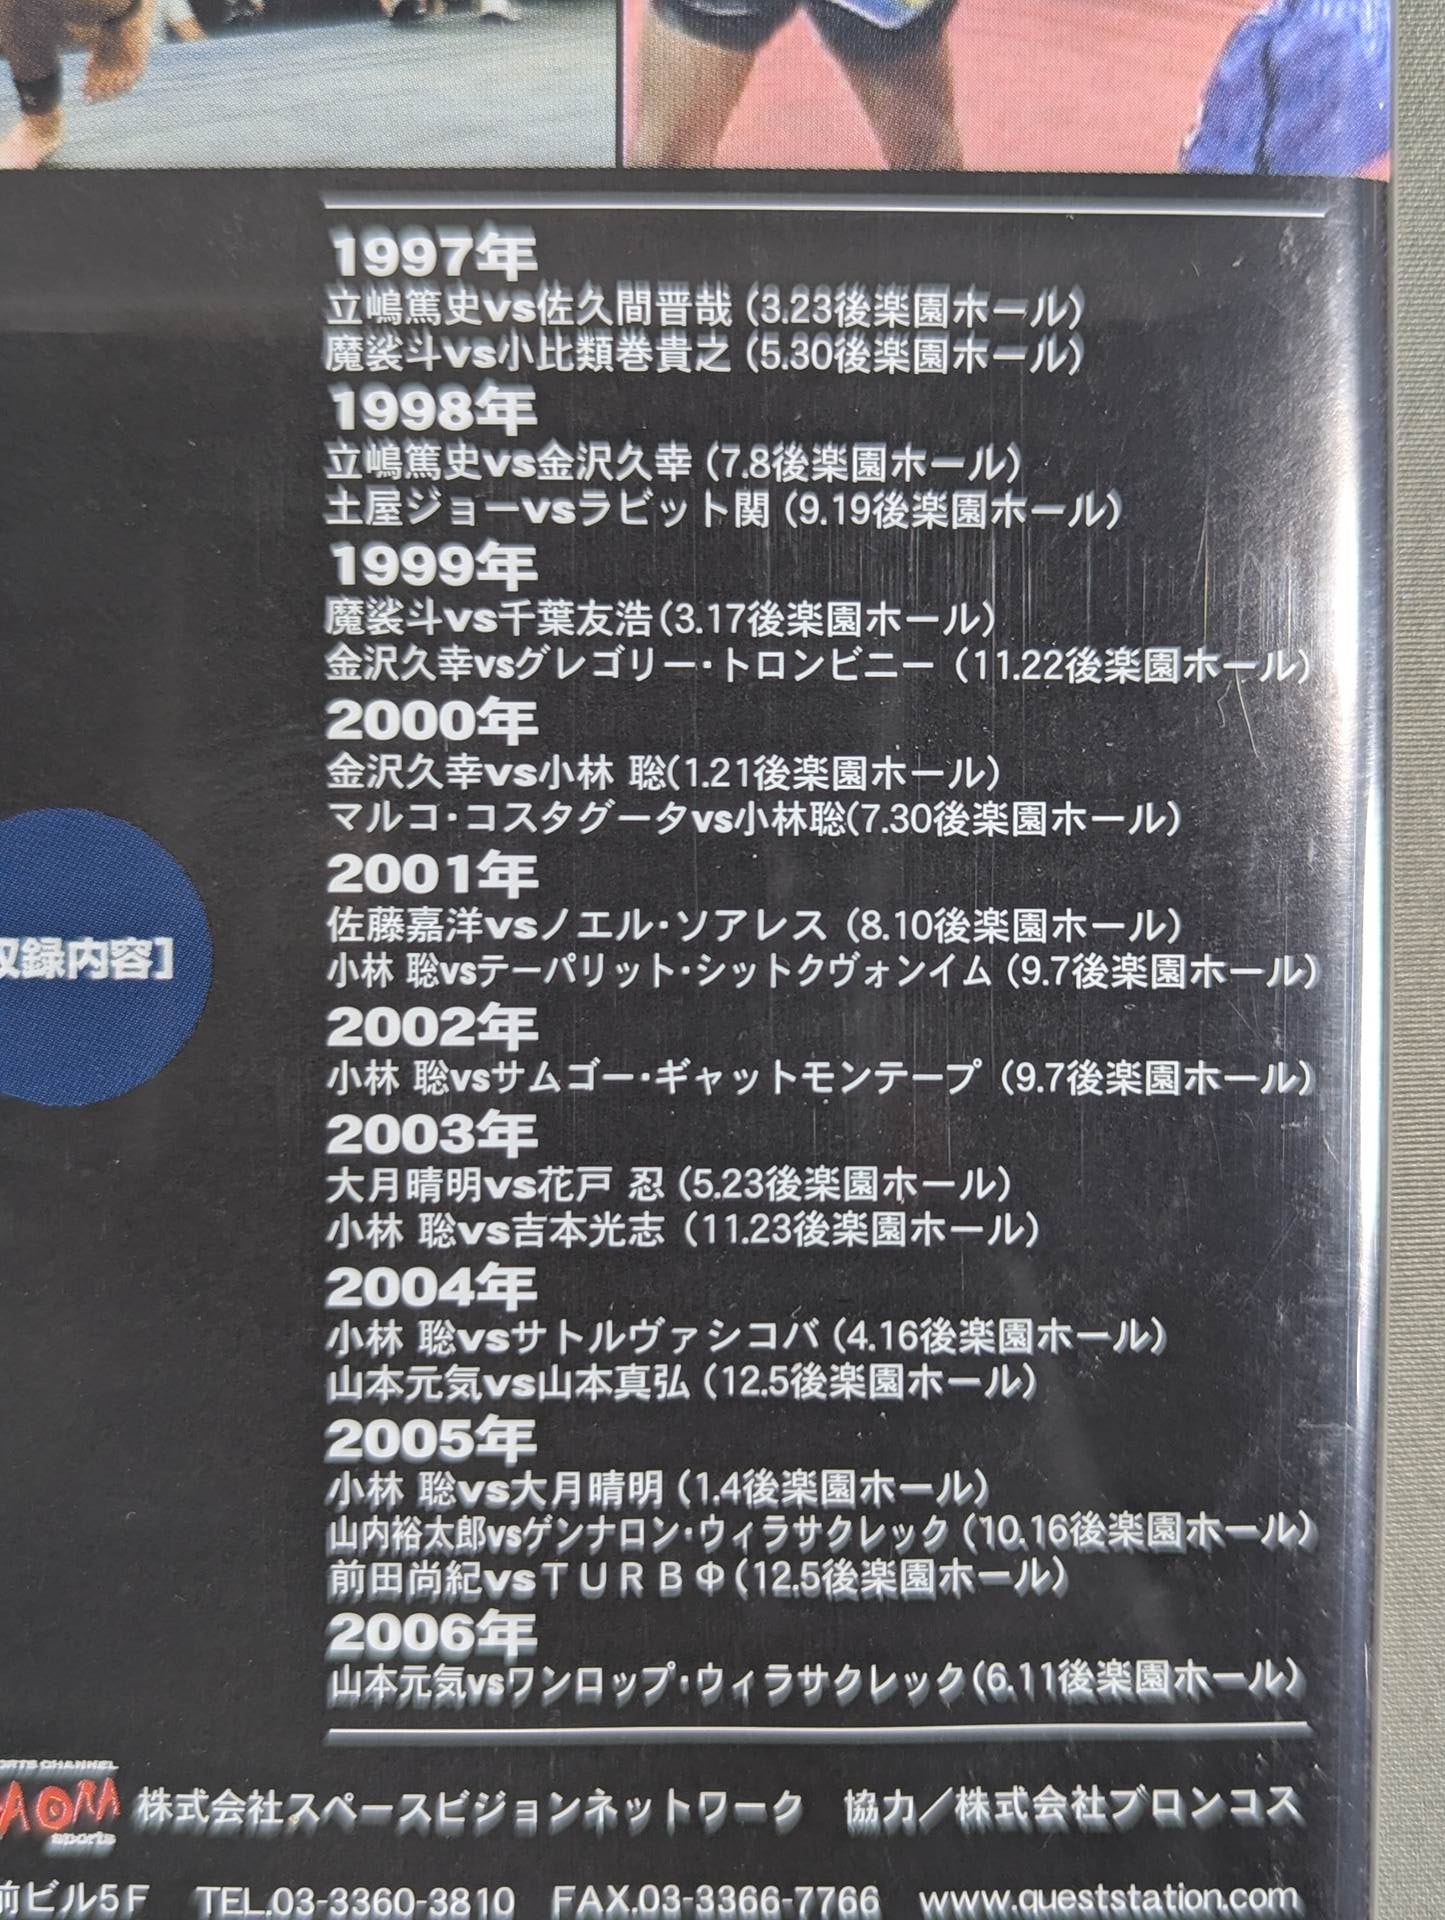 1997年
立嶋篤史vs佐久間晋哉(3.23後楽園ホール)
魔裟斗vs小比類巻貴之(5.30後楽園ホール)
1998年
立嶋篤史vs金沢久幸(7.8後楽園ホール)
土屋ジョーvsラビット関(9.19後楽園ホール)
1999年
魔裟斗vs千葉友浩(3.17後楽園ホール)
金沢久幸vsグレゴリー・トロンビニー(11.22後楽園ホール)
2000年
金沢久幸vs小林 聡(1.21後楽園ホール)
マルコ・コスタグータvs小林聡(7.30後楽園ホール)
2001年
佐藤嘉洋vsノエル・ソアレス(8.10後楽園ホール)
収録内容]
小林 聡vsテーパリット・シットクヴォンイム(9.7後楽園ホール)
2002年
小林 聡vsサムゴー・ギャットモンテープ(9.7後楽園ホール)
2003年
大月晴明vs花戸 忍(5.23後楽園ホール)
小林 聡vs吉本光志(11.23後楽園ホール)
2004年
小林 聡vsサトルヴァシコバ(4.16後楽園ホール)
山本元気vs山本真弘(12.5後楽園ホール)
2005年
小林 聡vs大月晴明(1.4後楽園ホール)
山内裕太郎vsゲンナロン・ウィラサクレック(10.16後楽園ホール)
前田尚紀vsTURBΦ(12.5後楽園ホール)
2006年
山本元気vsワンロップ・ウィラサクレック(6.11後楽園ホール)
CHANNEL
AORA
sports
株式会社スペースビジョンネットワーク 協力/株式会社ブロンコス
前ビル5F TEL.03-3360-3810 FAX.03-3366-7766 www.queststation.com